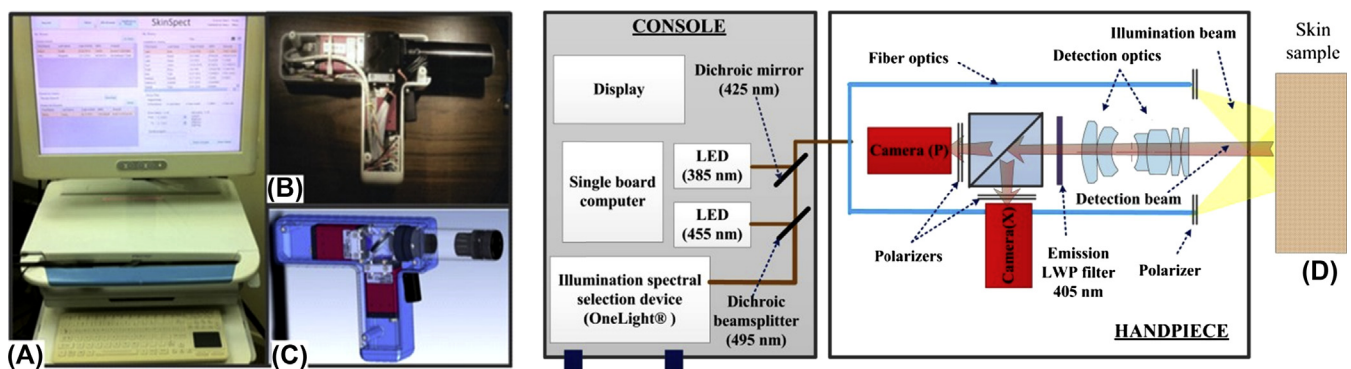 SkinSpect
(A)
(B)
(C)
CONSOLE
Display
Dichroic mirror
(425 nm)
Single board
computer
LED
(385 nm)
LED
(455 nm)
Illumination spectral
selection device
(OneLight® )
Dichroic
beamsplitter
(495 nm)
Illumination beam
Fiber optics
Detection optics
Camera (P)
Camera(X)
Detection beam
Polarizers
Emission
LWP filter
405 nm
Polarizer
HANDPIECE
Skin
sample
(D)